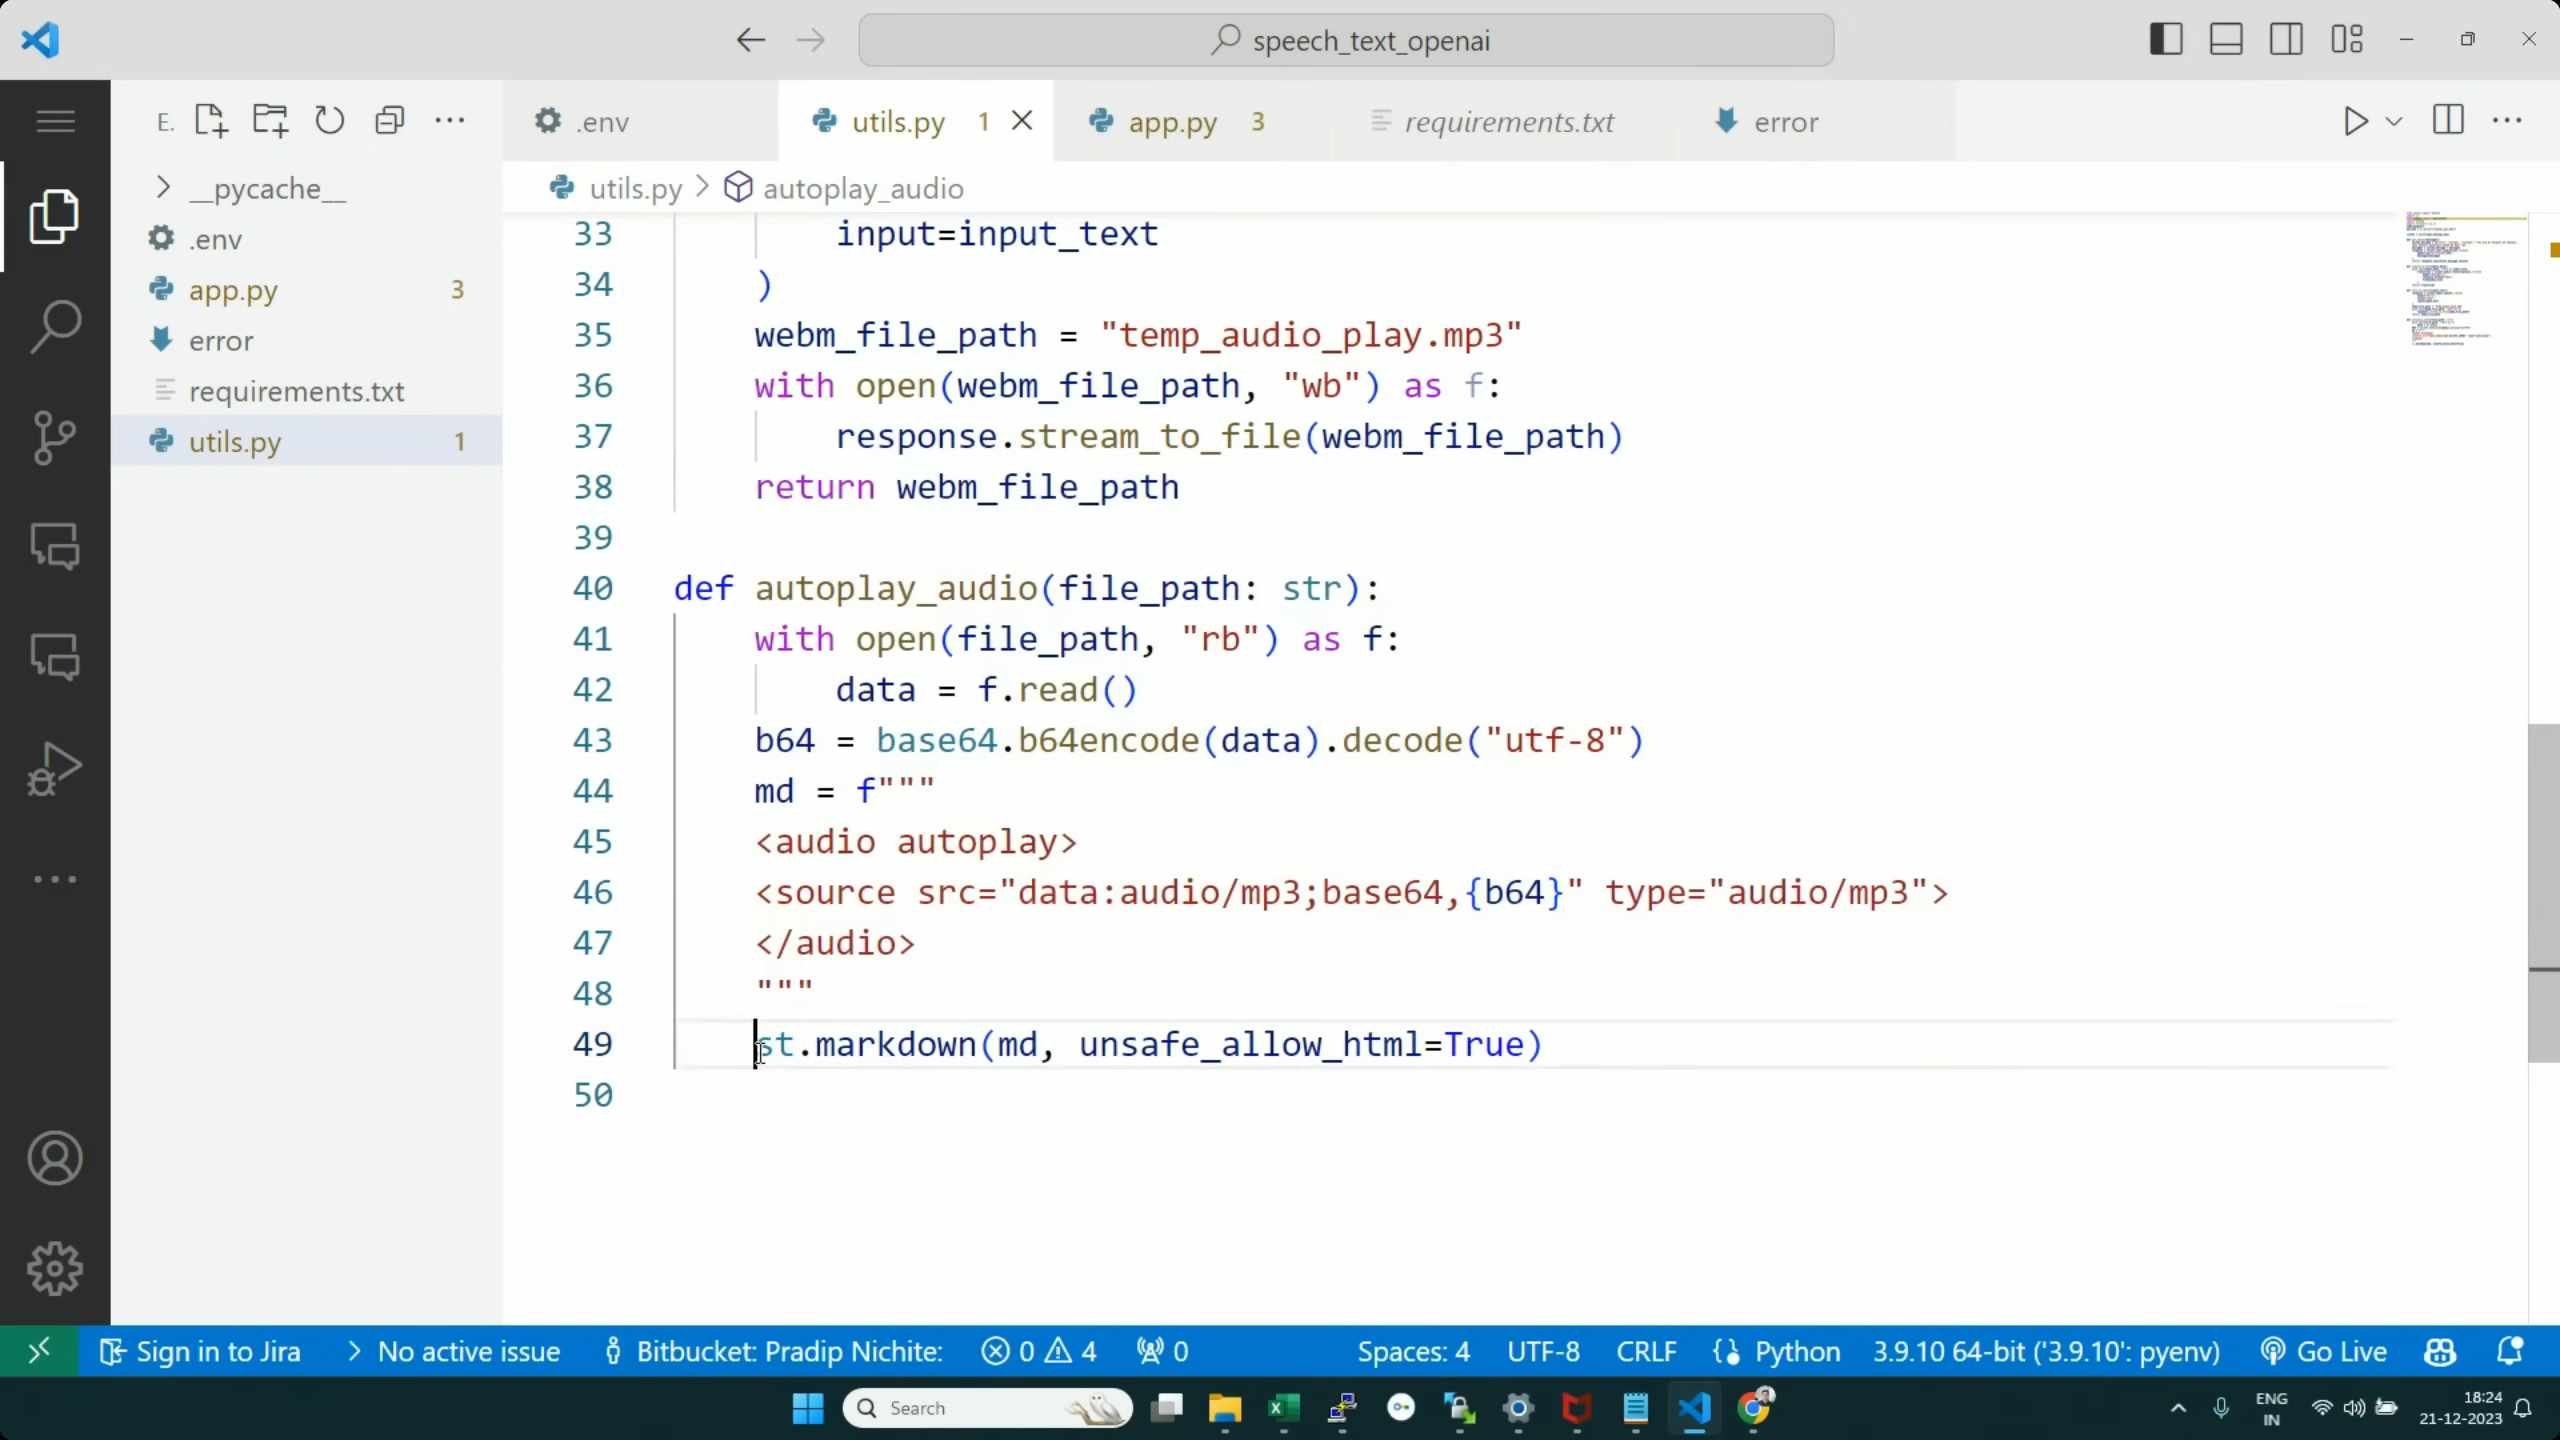 speech_text_openai
E.
.env
utils.py 1
app.py 3
requirements.txt
error
__pycache__
.env
app.py 3
error
requirements.txt
utils.py 1
utils.py > autoplay_audio
33 input=input_text
34 )
35 webm_file_path = "temp_audio_play.mp3"
36 with open(webm_file_path, "wb") as f:
37 response.stream_to_file(webm_file_path)
38 return webm_file_path
39
40 def autoplay_audio(file_path: str):
41 with open(file_path, "rb") as f:
42 data = f.read()
43 b64 = base64.b64encode(data).decode("utf-8")
44 md = f"""
45 <audio autoplay>
46 <source src="data:audio/mp3;base64,{b64}" type="audio/mp3">
47 </audio>
48 """
49 st.markdown(md, unsafe_allow_html=True)
50
Sign in to Jira
No active issue
Bitbucket: Pradip Nichite:
0 4
0
Spaces: 4
UTF-8
CRLF
Python
3.9.10 64-bit ('3.9.10': pyenv)
Go Live
Search
ENG
IN
18:24
21-12-2023